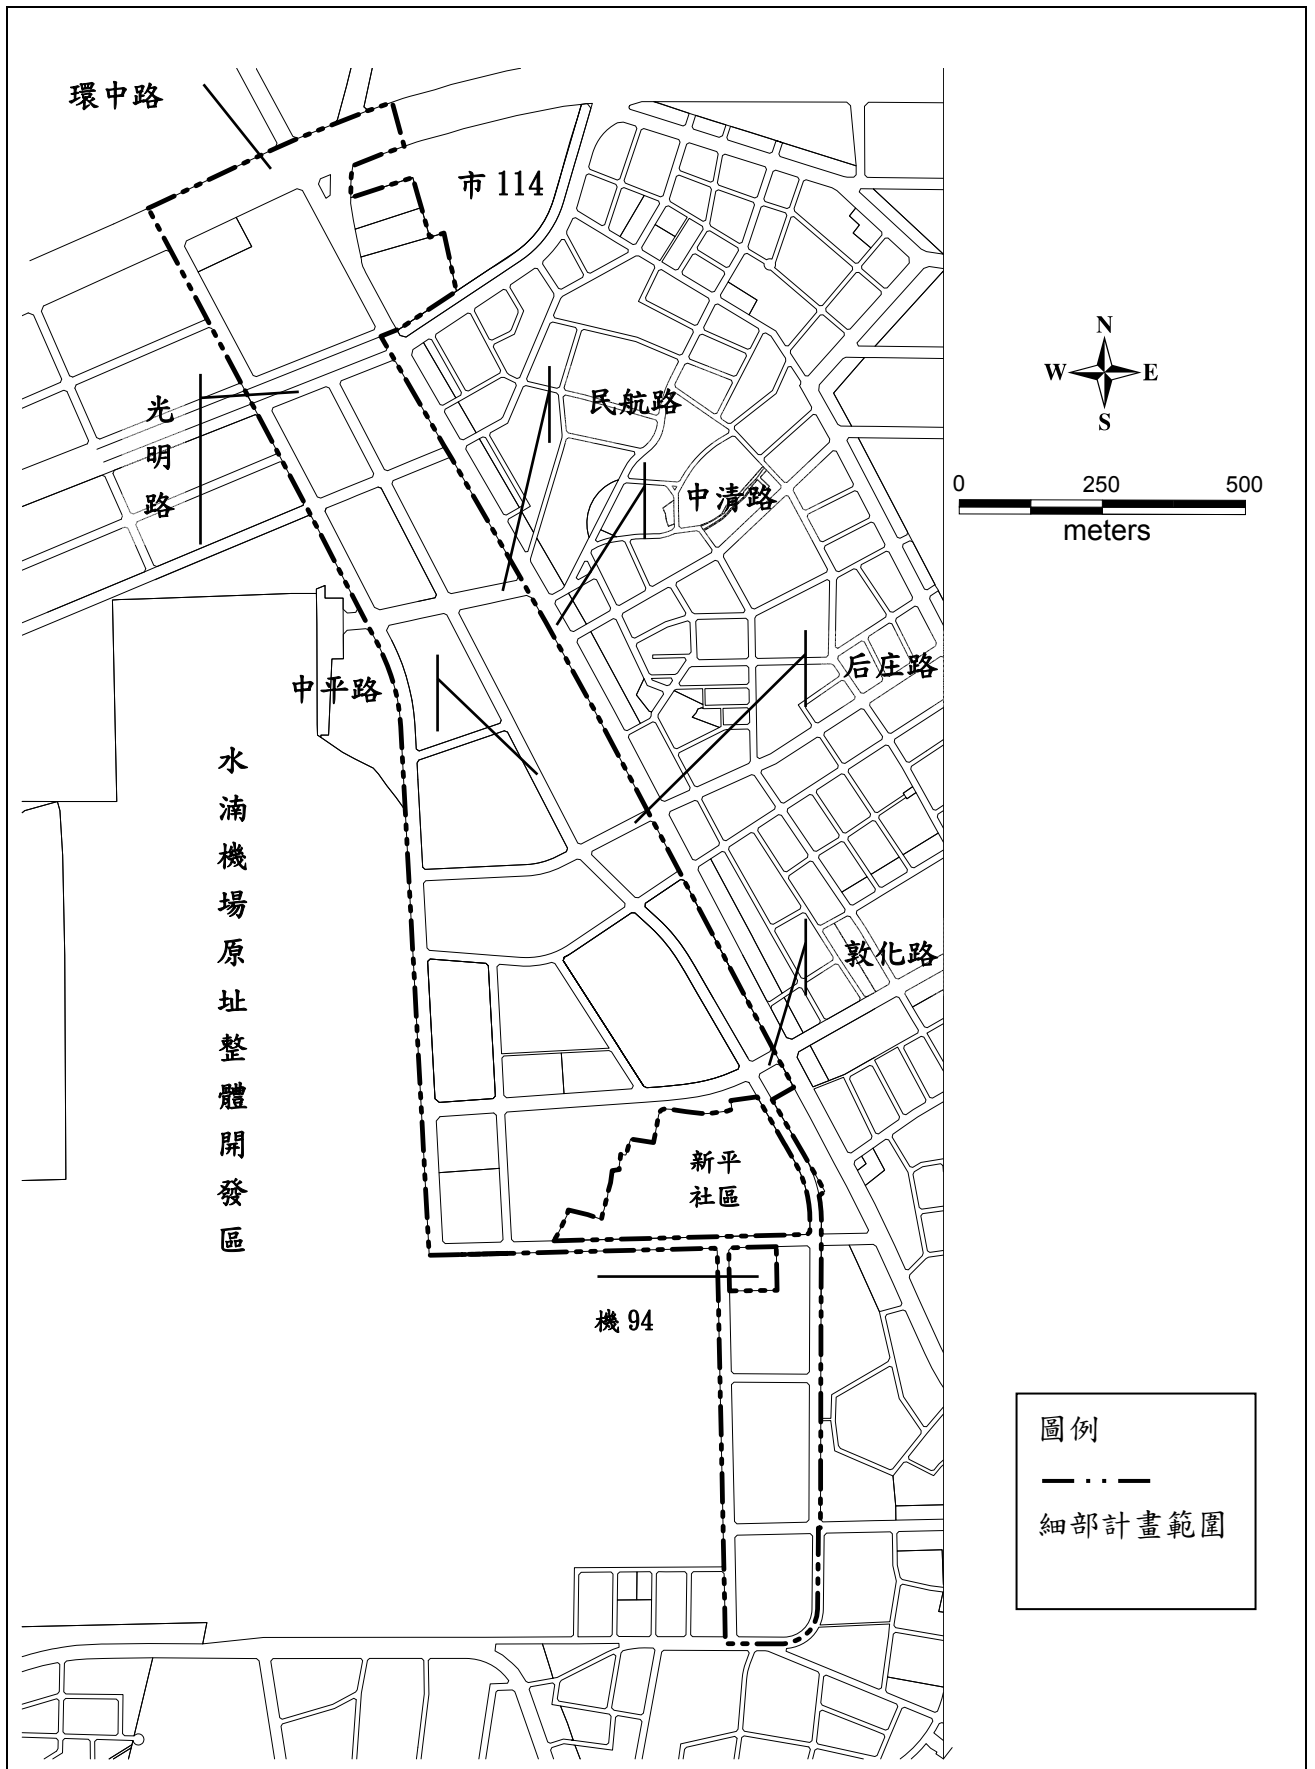 環中路
市 114
N
W
E
S
光明路
民航路
0 250 500
meters
中清路
后庄路
中平路
水湳機場原址整體開發區
敦化路
新平
社區
機 94
圖例
細部計畫範圍